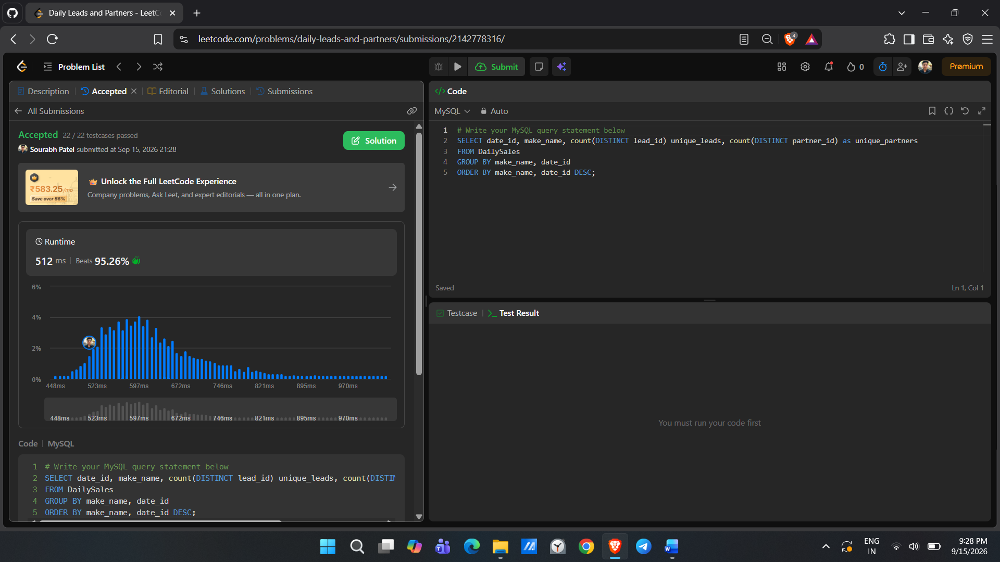 Daily Leads and Partners - LeetC
leetcode.com/problems/daily-leads-and-partners/submissions/2142778316/
4
Problem List
Submit
0
Premium
Description
Accepted
Editorial
Solutions
Submissions
All Submissions
Accepted 22 / 22 testcases passed
Sourabh Patel submitted at Sep 15, 2026 21:28
Solution
₹583.25/mo
Save over 56%
Unlock the Full LeetCode Experience
Company problems, Ask Leet, and expert editorials — all in one plan.
Runtime
512 ms | Beats 95.26%
6%
4%
2%
0%
448ms 523ms 597ms 672ms 746ms 821ms 895ms 970ms
448ms 523ms 597ms 672ms 746ms 821ms 895ms 970ms
Code | MySQL
1 # Write your MySQL query statement below
2 SELECT date_id, make_name, count(DISTINCT lead_id) unique_leads, count(DISTIN
3 FROM DailySales
4 GROUP BY make_name, date_id
5 ORDER BY make_name, date_id DESC;
</> Code
MySQL
Auto
1 # Write your MySQL query statement below
2 SELECT date_id, make_name, count(DISTINCT lead_id) unique_leads, count(DISTINCT partner_id) as unique_partners
3 FROM DailySales
4 GROUP BY make_name, date_id
5 ORDER BY make_name, date_id DESC;
Saved
Ln 1, Col 1
Testcase
Test Result
You must run your code first
ENG
IN
9:28 PM
9/15/2026